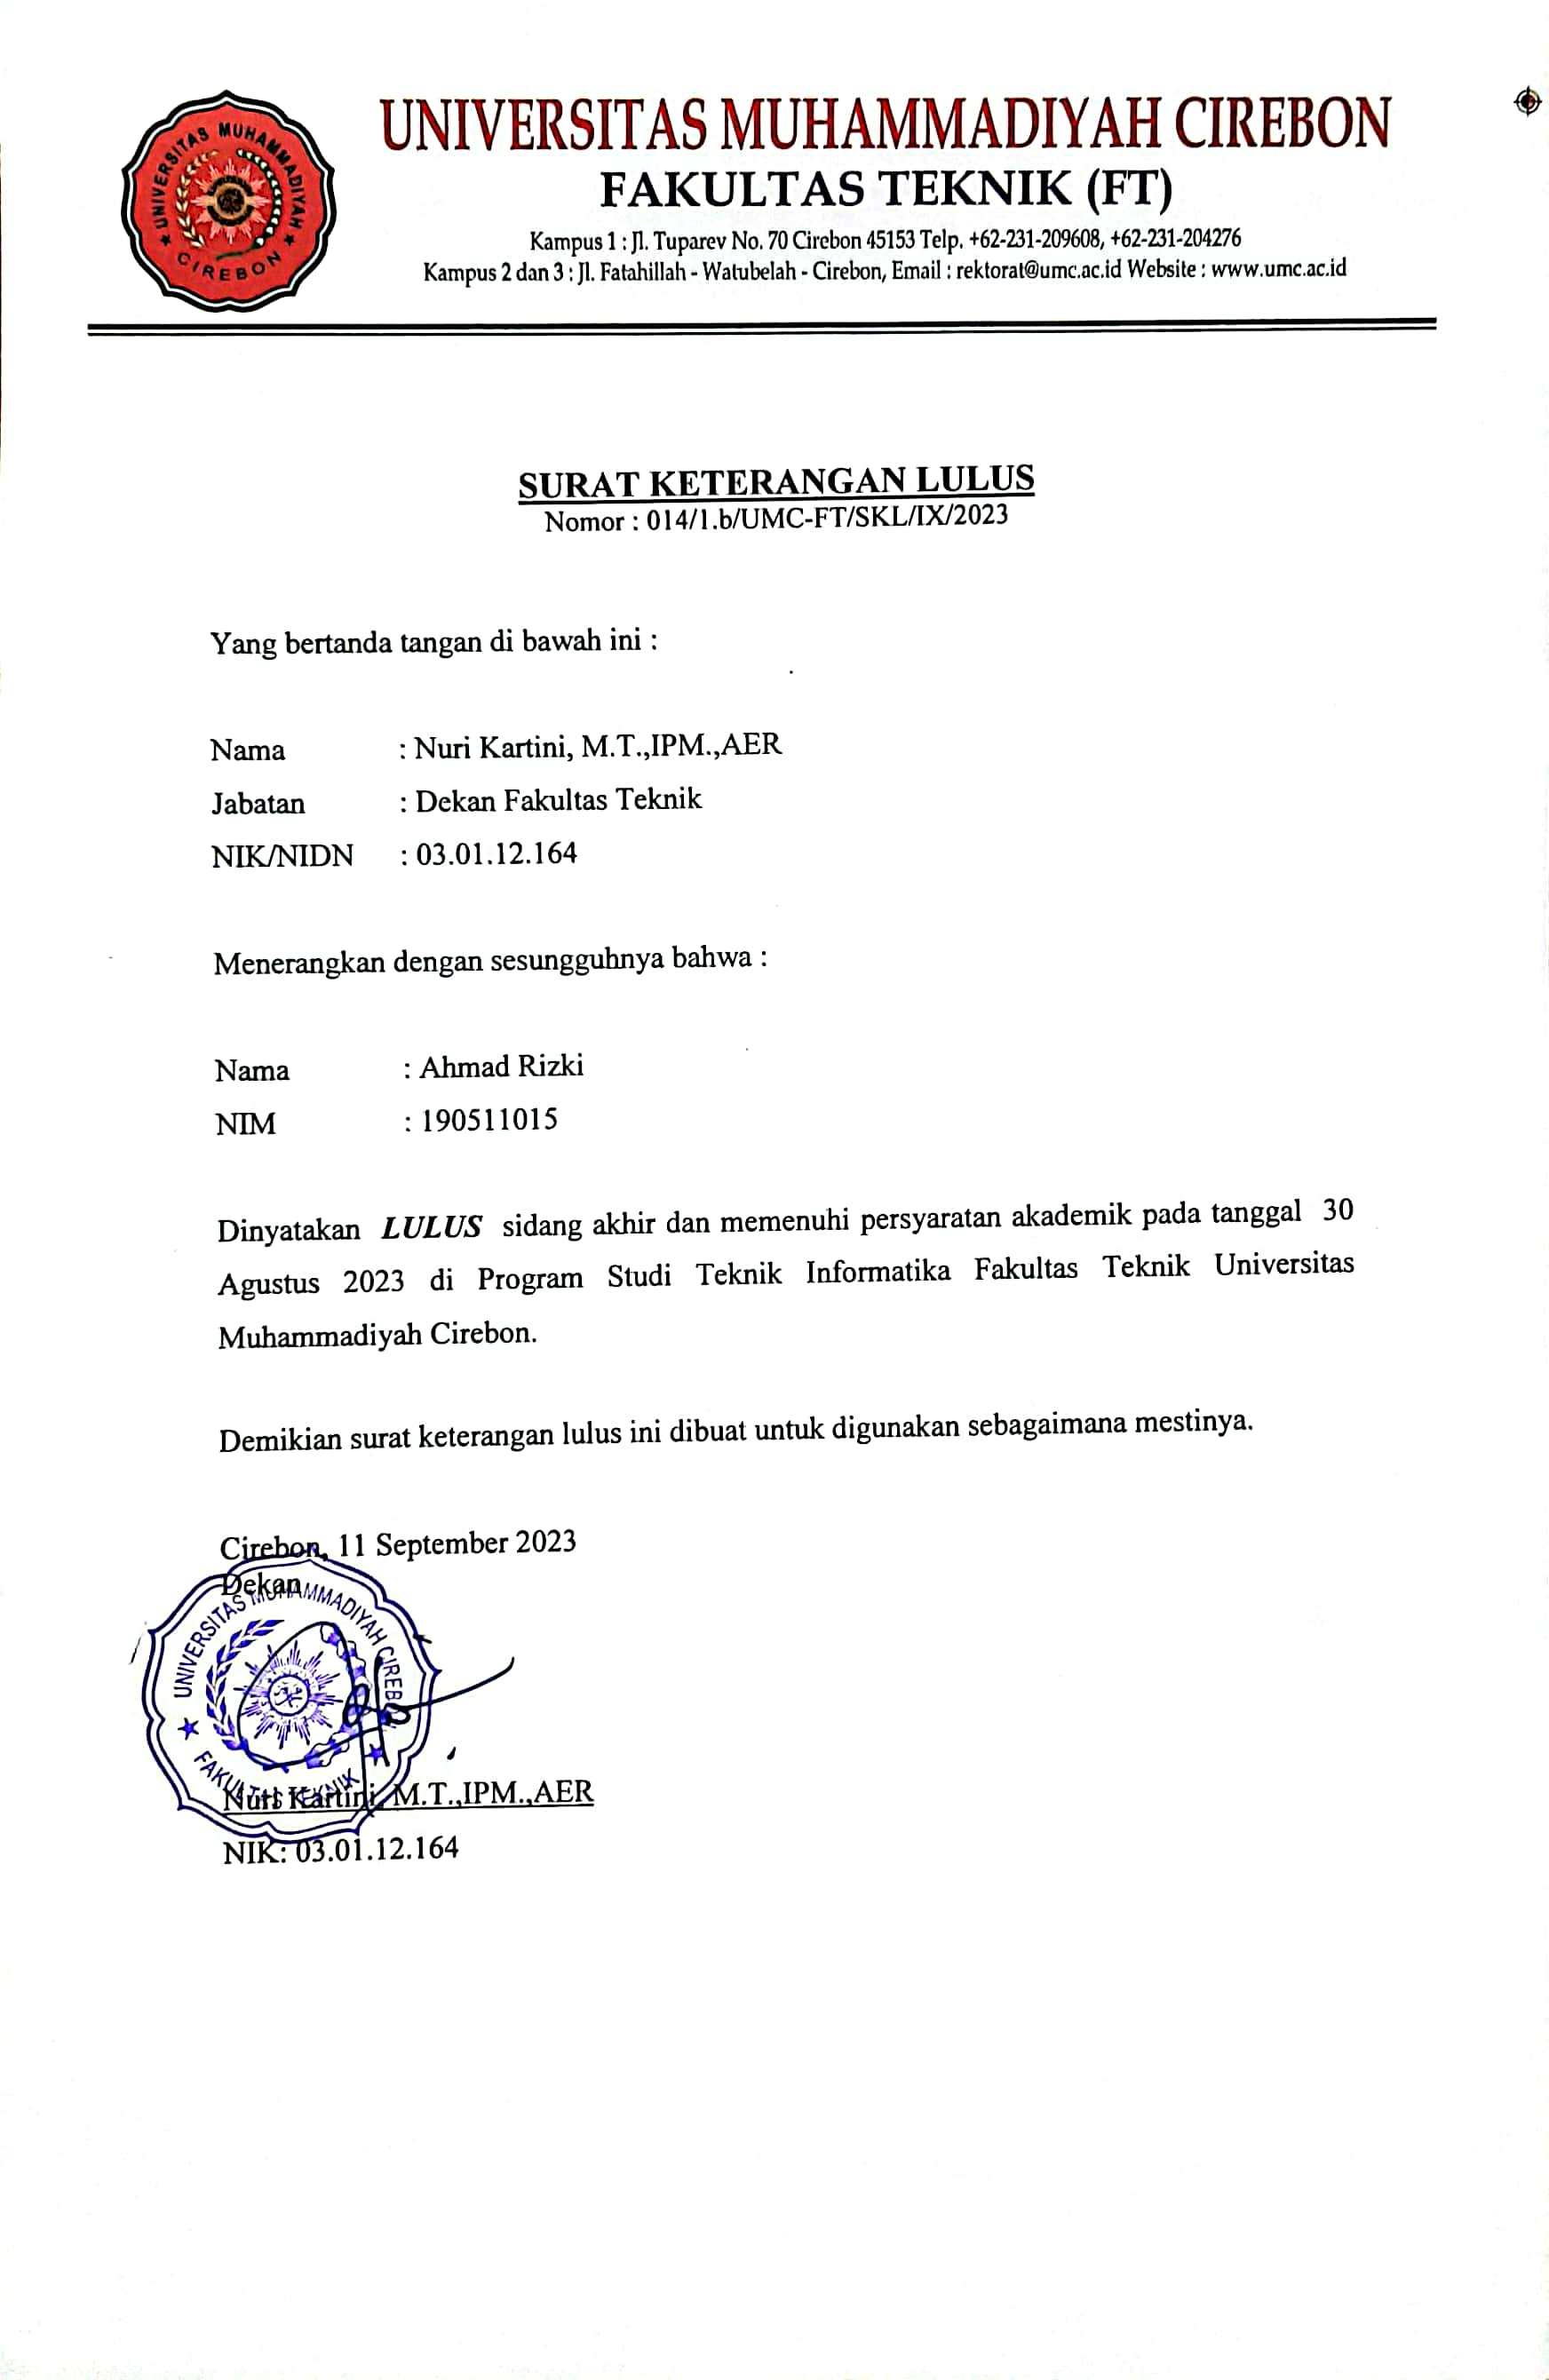 UNIVERSITAS MUHAMMADIYAH
CIREBON
UNIVERSITAS MUHAMMADIYAH CIREBON
FAKULTAS TEKNIK (FT)
Kampus 1 : Jl. Tuparev No. 70 Cirebon 45153 Telp. +62-231-209608, +62-231-204276
Kampus 2 dan 3 : Jl. Fatahillah - Watubelah - Cirebon, Email : rektorat@umc.ac.id Website : www.umc.ac.id
SURAT KETERANGAN LULUS
Nomor : 014/1.b/UMC-FT/SKL/IX/2023
Yang bertanda tangan di bawah ini :
Nama : Nuri Kartini, M.T.,IPM.,AER
Jabatan : Dekan Fakultas Teknik
NIK/NIDN : 03.01.12.164
Menerangkan dengan sesungguhnya bahwa :
Nama : Ahmad Rizki
NIM : 190511015
Dinyatakan LULUS sidang akhir dan memenuhi persyaratan akademik pada tanggal 30
Agustus 2023 di Program Studi Teknik Informatika Fakultas Teknik Universitas
Muhammadiyah Cirebon.
Demikian surat keterangan lulus ini dibuat untuk digunakan sebagaimana mestinya.
Cirebon, 11 September 2023
Dekan
UNIVERSITAS MUHAMMADIYAH CIREBON
FAKULTAS TEKNIK
Nuri Kartini, M.T.,IPM.,AER
NIK: 03.01.12.164